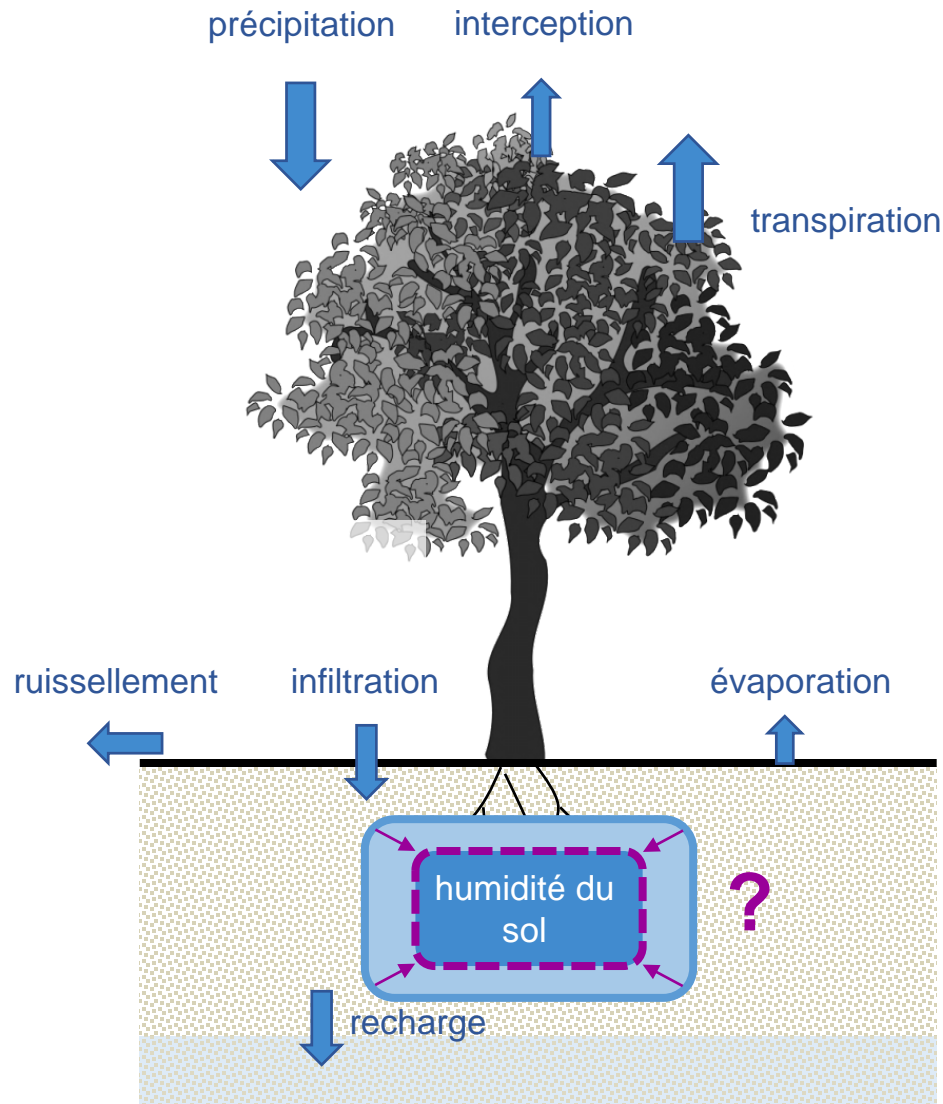 précipitation
interception
transpiration
ruissellement
infiltration
évaporation
humidité du
sol
?
recharge